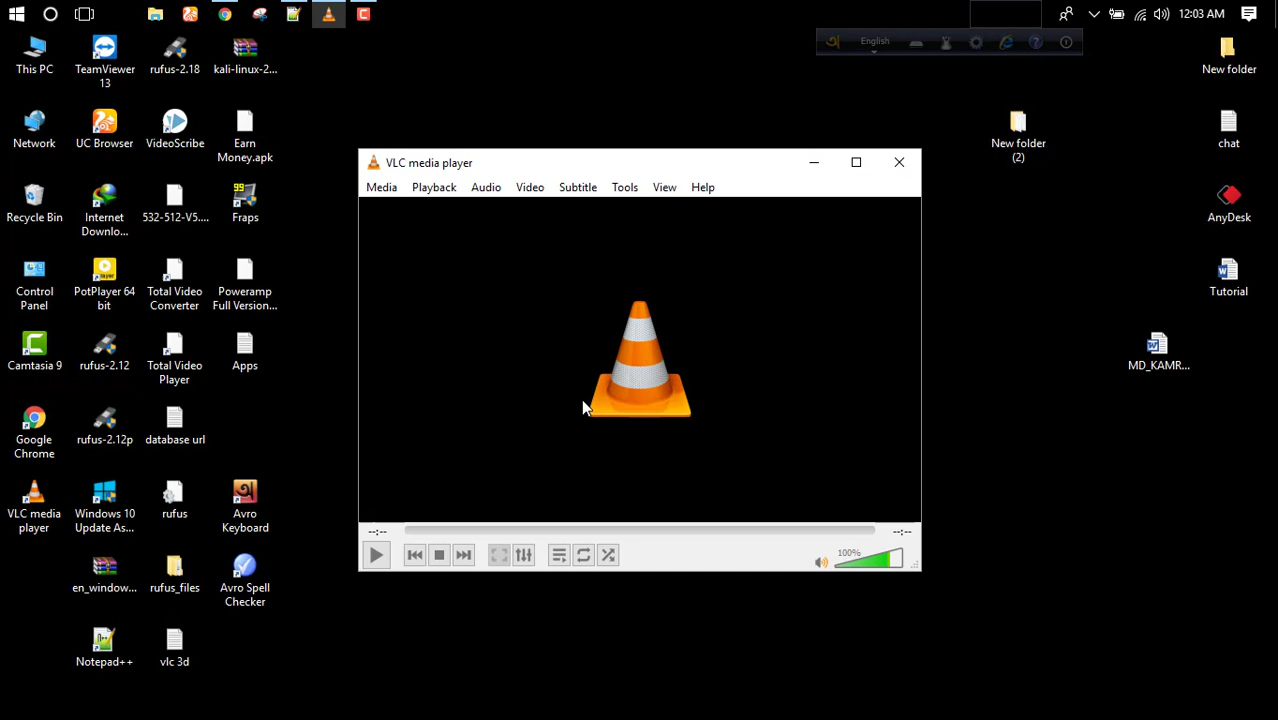 12:03 AM
English
This PC
TeamViewer
13
rufus-2.18
kali-linux-2...
New folder
Network
UC Browser
VideoScribe
Earn
Money.apk
New folder
(2)
chat
Recycle Bin
Internet
Downlo...
532-512-V5....
99
Fraps
AnyDesk
Control
Panel
PotPlayer 64
bit
Total Video
Converter
Poweramp
Full Version...
Tutorial
Camtasia 9
rufus-2.12
Total Video
Player
Apps
MD_KAMR...
Google
Chrome
rufus-2.12p
database url
VLC media
player
Windows 10
Update As...
rufus
Avro
Keyboard
en_window...
rufus_files
Avro Spell
Checker
Notepad++
vlc 3d
VLC media player
Media Playback Audio Video Subtitle Tools View Help
--:-- --:--
100%